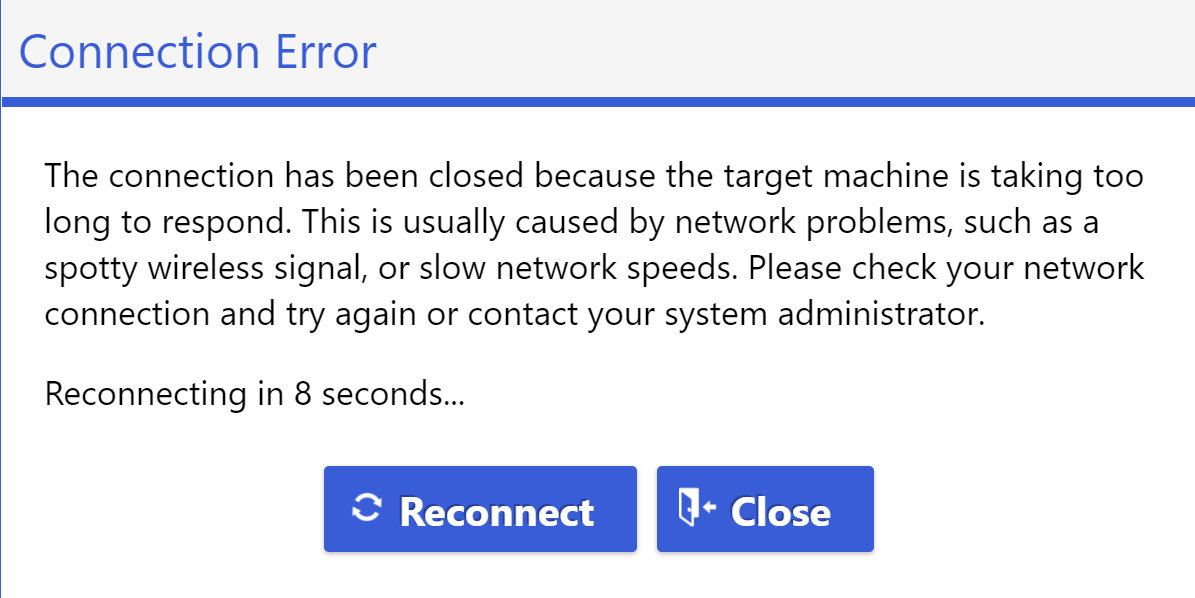 Connection Error
The connection has been closed because the target machine is taking too
long to respond. This is usually caused by network problems, such as a
spotty wireless signal, or slow network speeds. Please check your network
connection and try again or contact your system administrator.
Reconnecting in 8 seconds...
Reconnect
Close